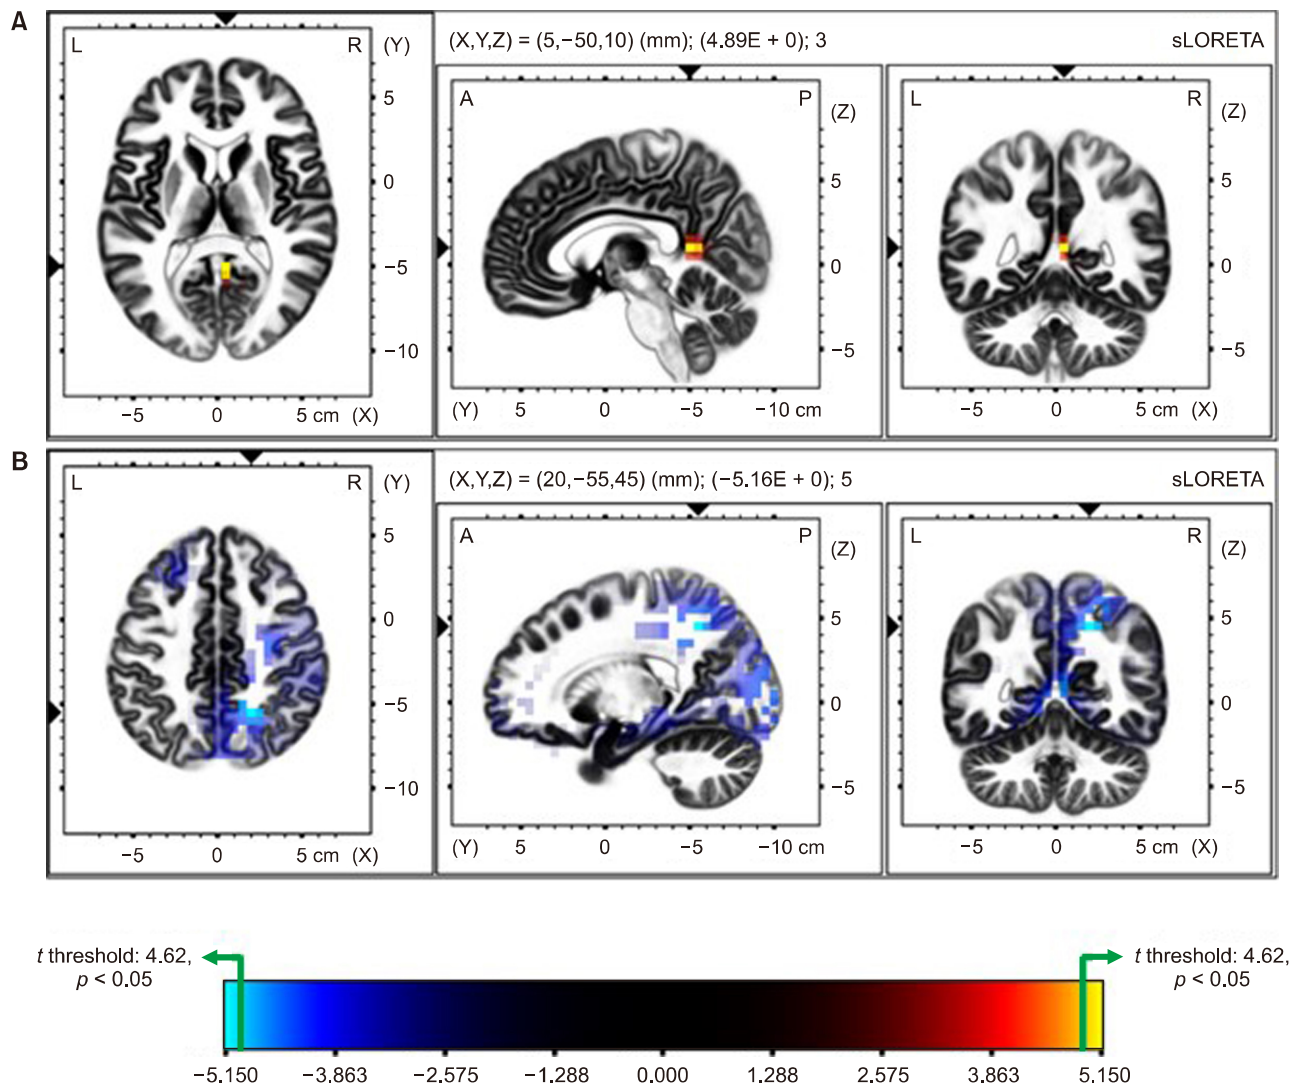 A
L R (Y)
5
0
−5
−10
−5 0 5 cm (X)
(X,Y,Z) = (5,−50,10) (mm); (4.89E + 0); 3 sLORETA
A P (Z)
5
0
−5
(Y) 5 0 −5 −10 cm
L R (Z)
5
0
−5
−5 0 5 cm (X)
B
L R (Y)
5
0
−5
−10
−5 0 5 cm (X)
(X,Y,Z) = (20,−55,45) (mm); (−5.16E + 0); 5 sLORETA
A P (Z)
5
0
−5
(Y) 5 0 −5 −10 cm
L R (Z)
5
0
−5
−5 0 5 cm (X)
t threshold: 4.62,
p < 0.05
t threshold: 4.62,
p < 0.05
−5.150 −3.863 −2.575 −1.288 0.000 1.288 2.575 3.863 5.150